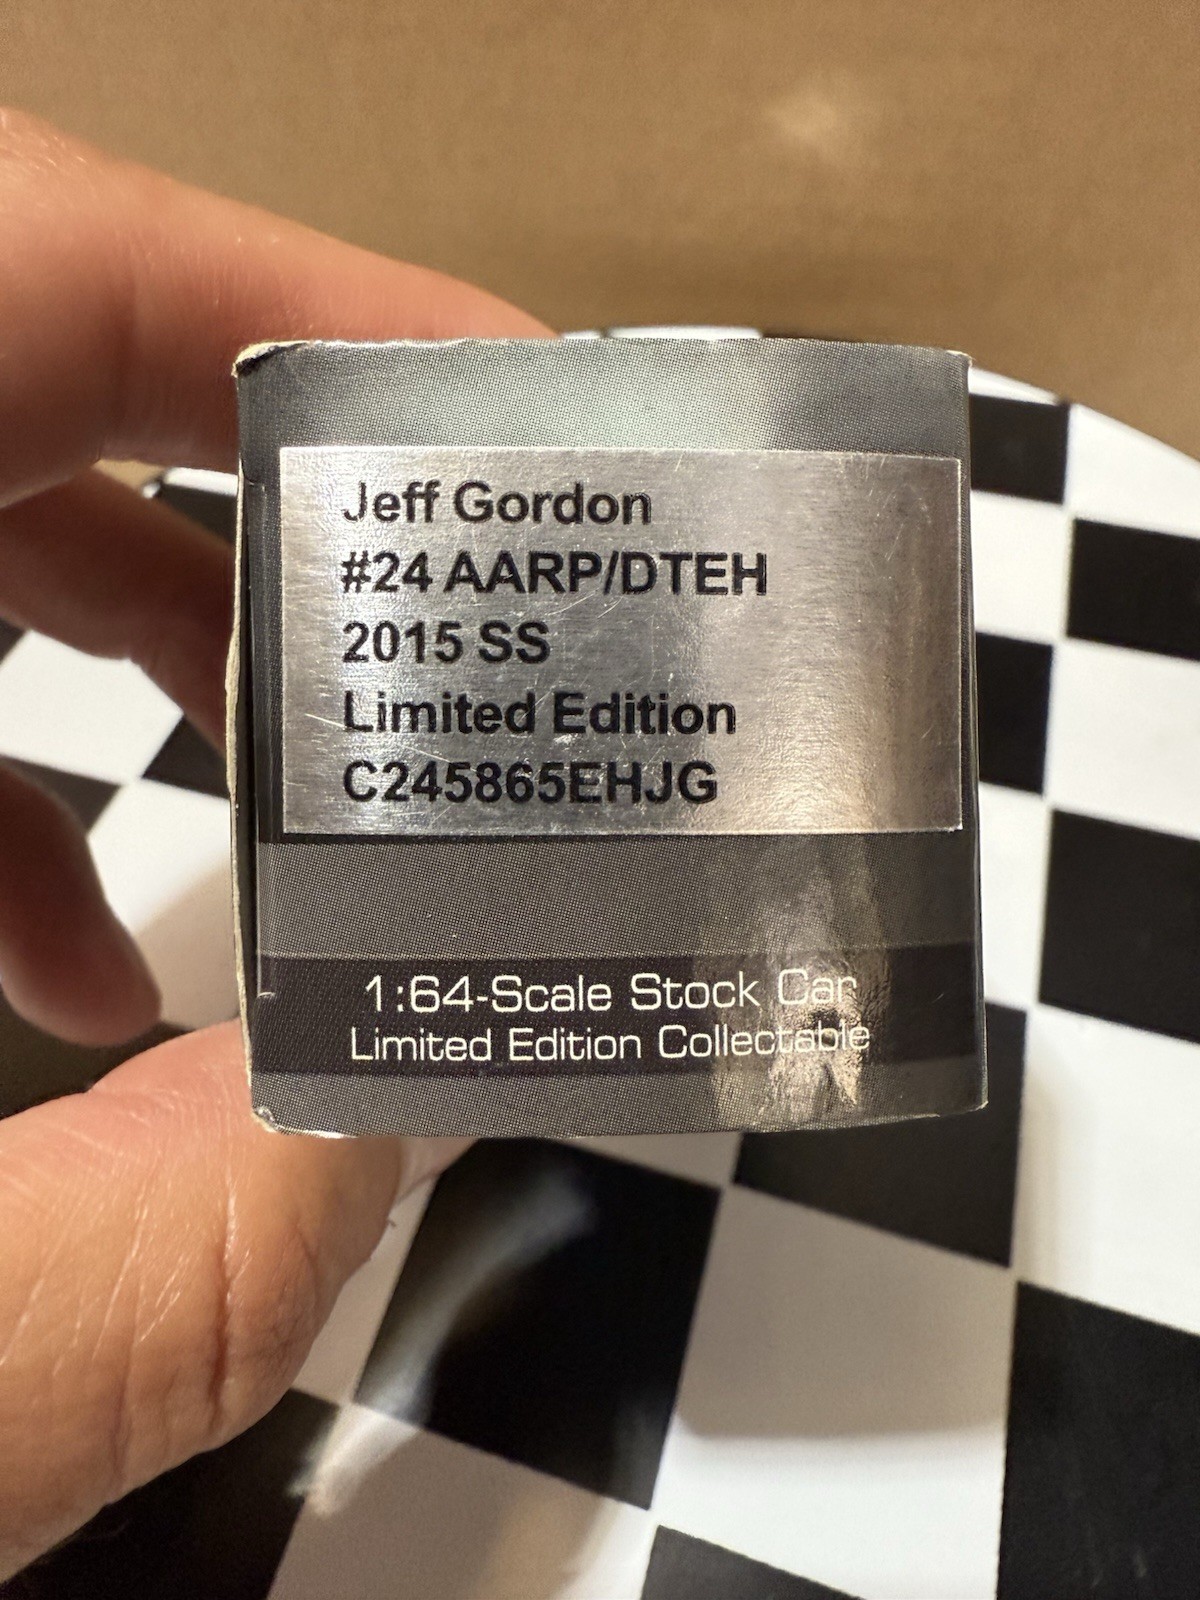 Jeff Gordon
#24 AARP/DTEH
2015 SS
Limited Edition
C245865EHJG
1:64-Scale Stock Car
Limited Edition Collectable